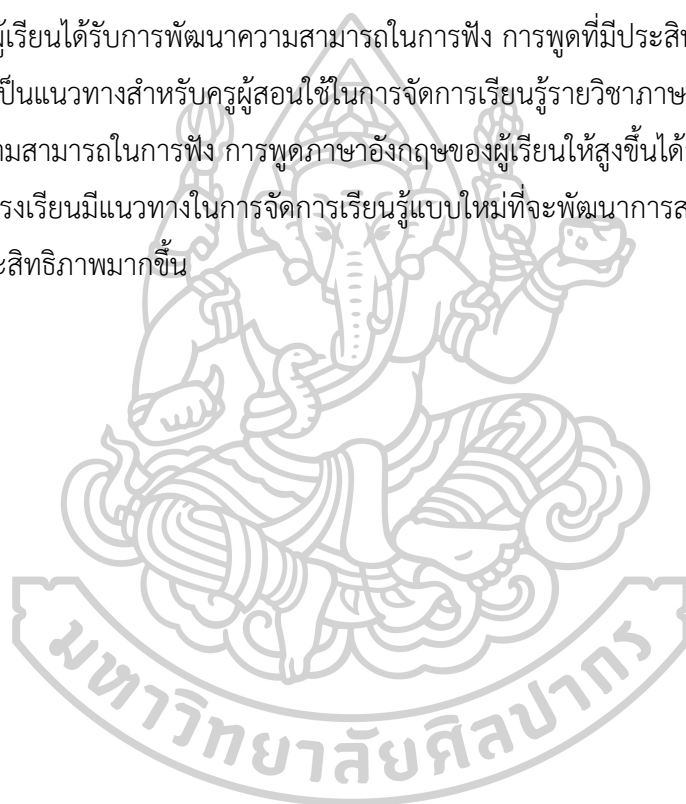 ผู้เรียนได้รับการพัฒนาความสามารถในการฟัง การพูดที่มีประสิท
เป็นแนวทางสำหรับครูผู้สอนใช้ในการจัดการเรียนรู้รายวิชาภาษ
ามสามารถในการฟัง การพูดภาษาอังกฤษของผู้เรียนให้สูงขึ้นได้
รงเรียนมีแนวทางในการจัดการเรียนรู้แบบใหม่ที่จะพัฒนาการส
ะสิทธิภาพมากขึ้น
มหาวิทยาลัยศิลปากร